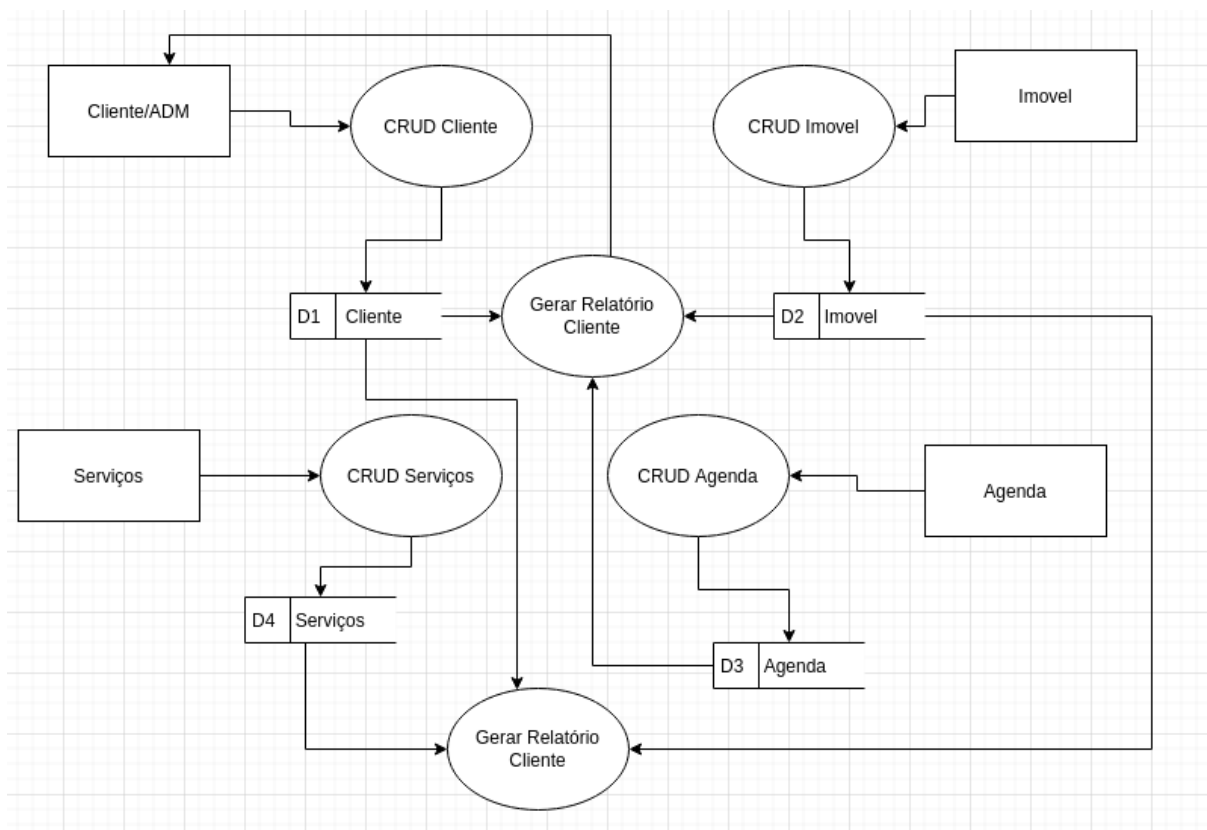 Cliente/ADM
CRUD Cliente
CRUD Imovel
Imovel
D1 Cliente
Gerar Relatório
Cliente
D2 Imovel
Serviços
CRUD Serviços
CRUD Agenda
Agenda
D4 Serviços
D3 Agenda
Gerar Relatório
Cliente